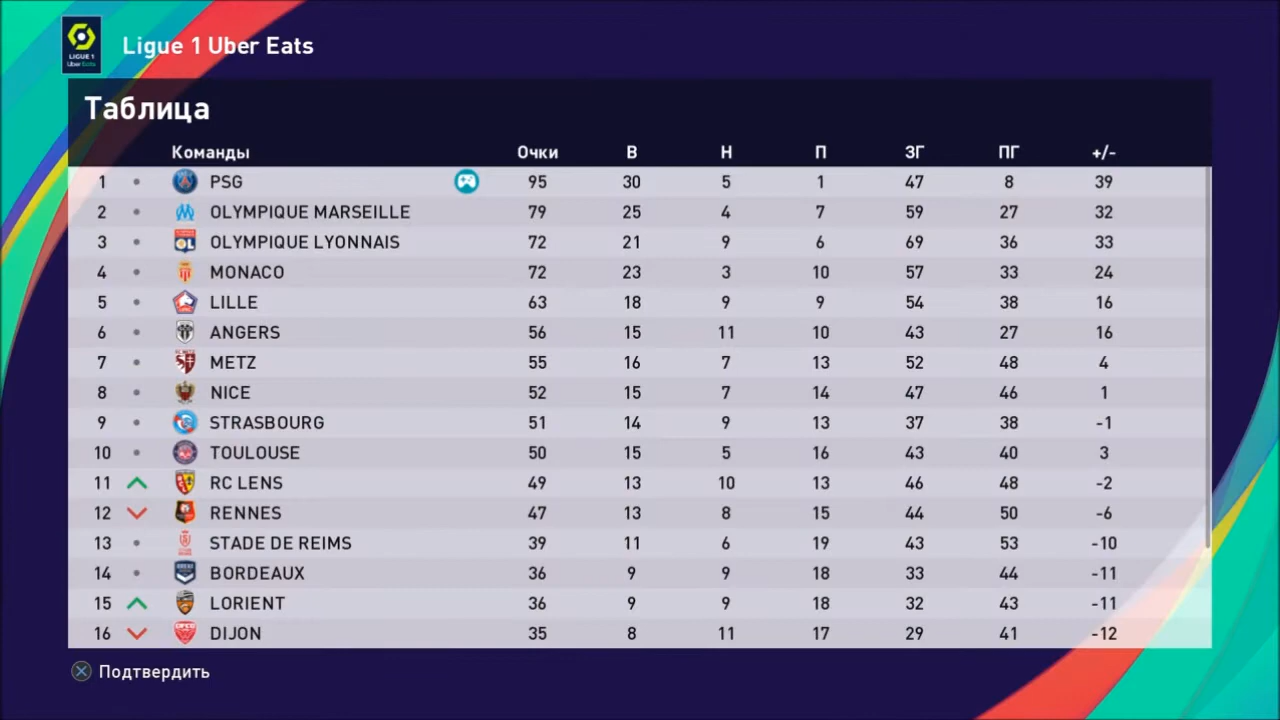 Ligue 1 Uber Eats
LIGUE 1
Uber Eats
Таблица
Команды Очки В Н П ЗГ ПГ +/-
1 PSG 95 30 5 1 47 8 39
2 OLYMPIQUE MARSEILLE 79 25 4 7 59 27 32
3 OLYMPIQUE LYONNAIS 72 21 9 6 69 36 33
4 MONACO 72 23 3 10 57 33 24
5 LILLE 63 18 9 9 54 38 16
6 ANGERS 56 15 11 10 43 27 16
7 METZ 55 16 7 13 52 48 4
8 NICE 52 15 7 14 47 46 1
9 STRASBOURG 51 14 9 13 37 38 -1
10 TOULOUSE 50 15 5 16 43 40 3
11 RC LENS 49 13 10 13 46 48 -2
12 RENNES 47 13 8 15 44 50 -6
13 STADE DE REIMS 39 11 6 19 43 53 -10
14 BORDEAUX 36 9 9 18 33 44 -11
15 LORIENT 36 9 9 18 32 43 -11
16 DIJON 35 8 11 17 29 41 -12
Подтвердить